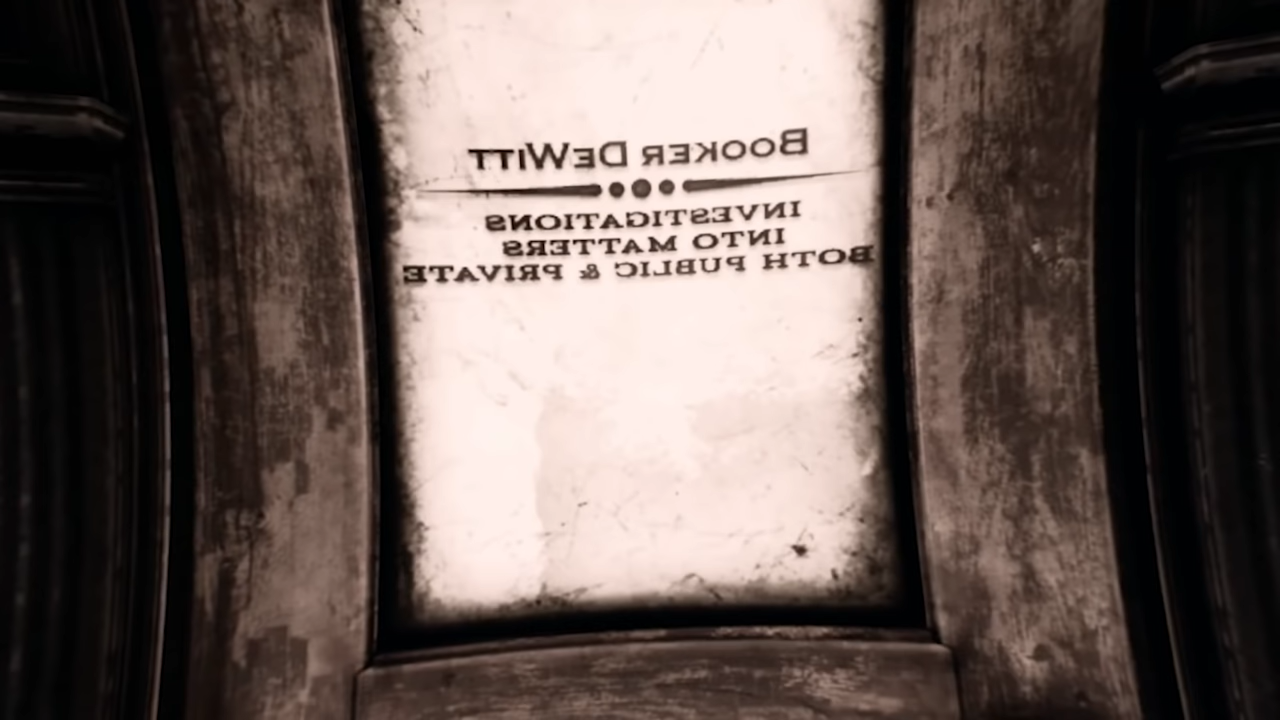 BOOKER DEWITT
INVESTIGATIONS
INTO MATTERS
BOTH PUBLIC & PRIVATE